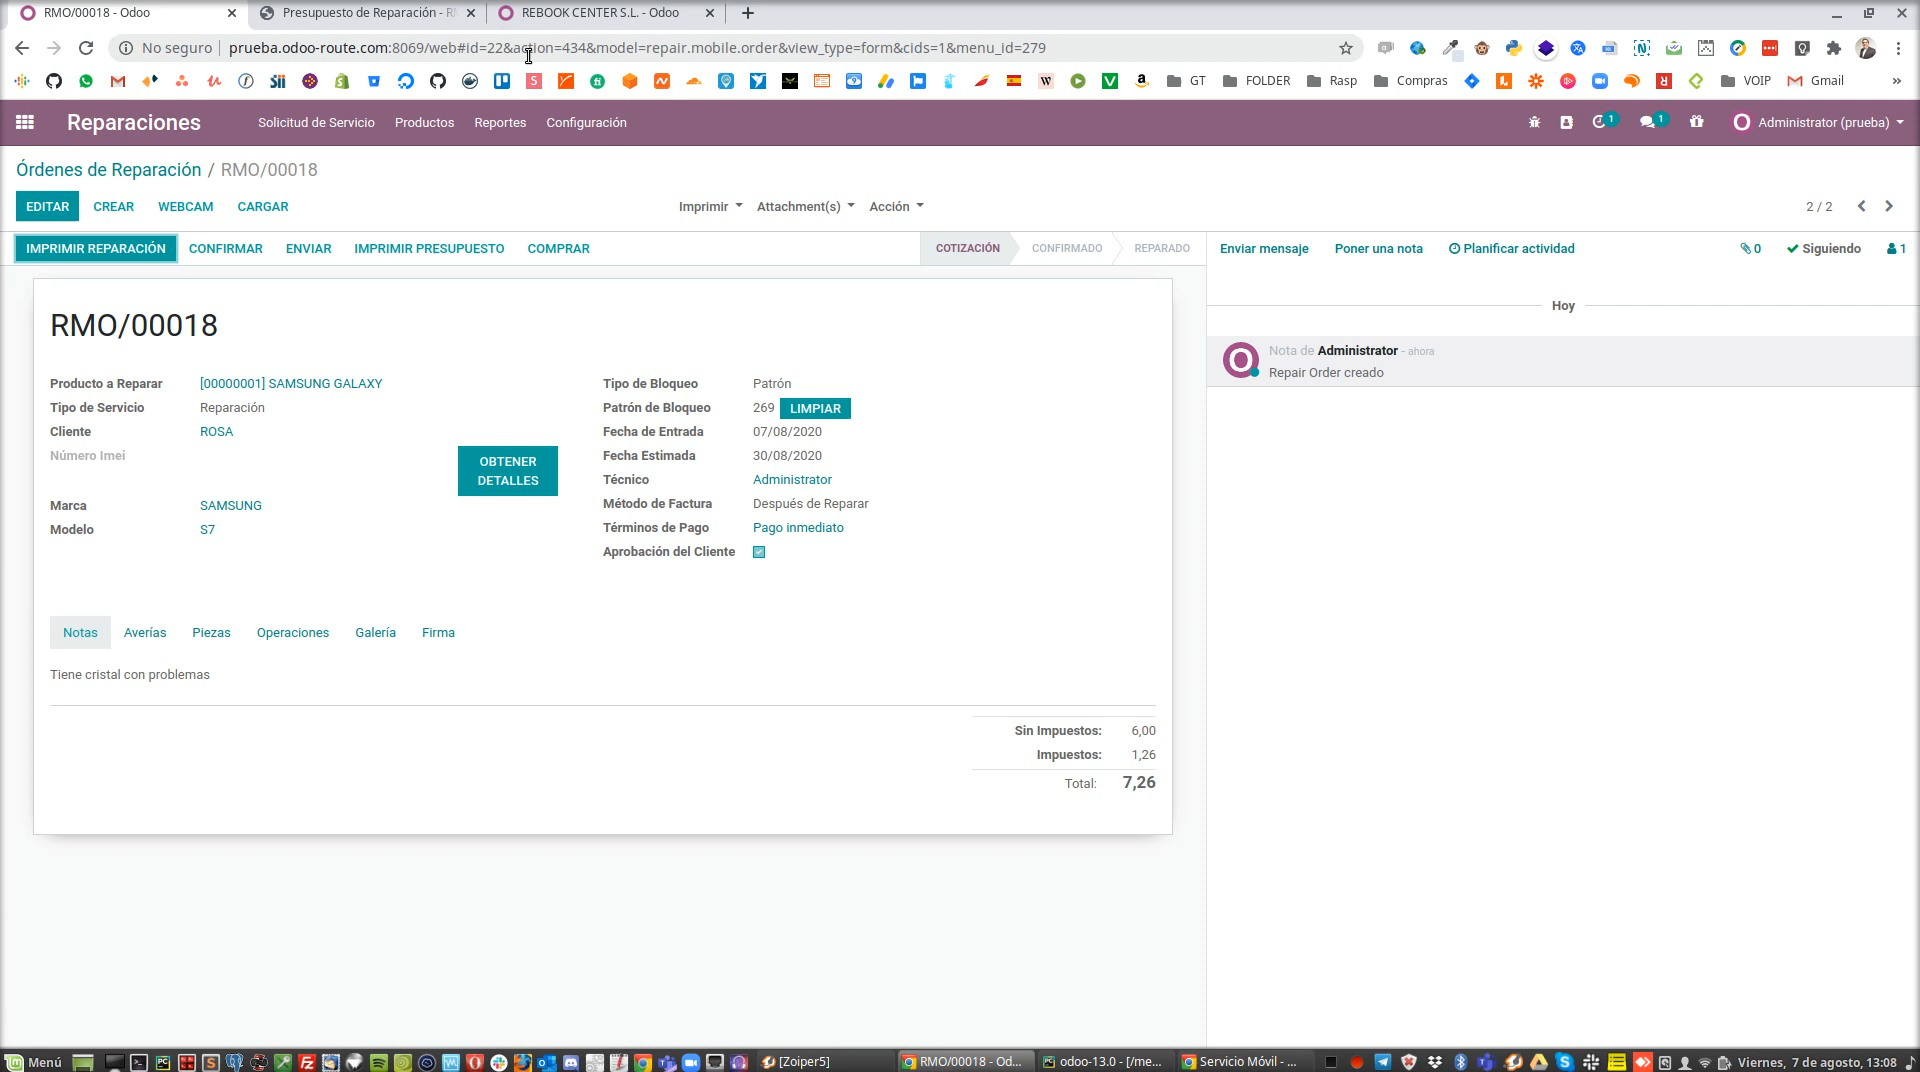 RMO/00018 - Odoo
Presupuesto de Reparación - R
REBOOK CENTER S.L. - Odoo
No seguro
prueba.odoo-route.com:8069/web#id=22&action=434&model=repair.mobile.order&view_type=form&cids=1&menu_id=279
GT
FOLDER
Rasp
Compras
VOIP
Gmail
»
Reparaciones
Solicitud de Servicio
Productos
Reportes
Configuración
1
1
Administrator (prueba)
Órdenes de Reparación / RMO/00018
EDITAR
CREAR
WEBCAM
CARGAR
Imprimir
Attachment(s)
Acción
2 / 2
IMPRIMIR REPARACIÓN
CONFIRMAR
ENVIAR
IMPRIMIR PRESUPUESTO
COMPRAR
COTIZACIÓN
CONFIRMADO
REPARADO
Enviar mensaje
Poner una nota
Planificar actividad
0
Siguiendo
1
Hoy
Nota de Administrator - ahora
Repair Order creado
RMO/00018
Producto a Reparar [00000001] SAMSUNG GALAXY
Tipo de Servicio Reparación
Cliente ROSA
Número Imei
OBTENER
DETALLES
Marca SAMSUNG
Modelo S7
Tipo de Bloqueo Patrón
Patrón de Bloqueo 269 LIMPIAR
Fecha de Entrada 07/08/2020
Fecha Estimada 30/08/2020
Técnico Administrator
Método de Factura Después de Reparar
Términos de Pago Pago inmediato
Aprobación del Cliente
Notas
Averías
Piezas
Operaciones
Galería
Firma
Tiene cristal con problemas
Sin Impuestos: 6,00
Impuestos: 1,26
Total: 7,26
Menú
[Zoiper5]
RMO/00018 - Od...
odoo-13.0 - [/me...
Servicio Móvil - ...
Viernes, 7 de agosto, 13:08